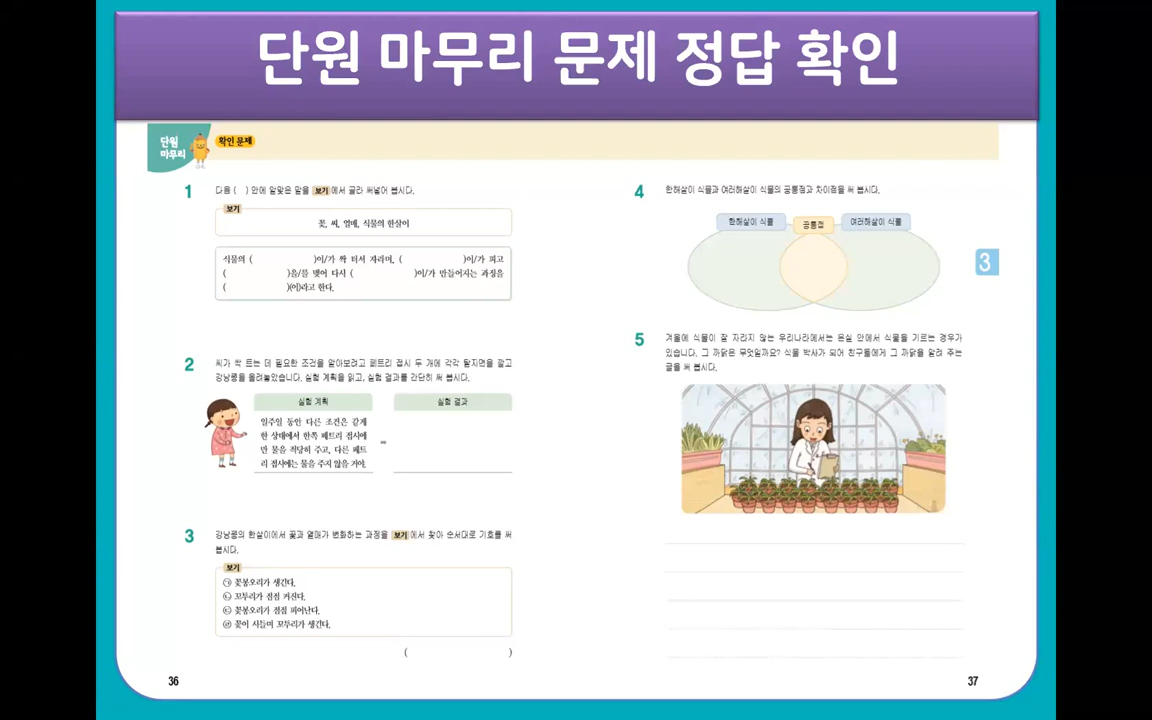 단원 마무리 문제 정답 확인
단원
마무리
확인 문제
1 다음 ( ) 안에 알맞은 말을 보기 에서 골라 써넣어 봅시다.
보기
꽃, 씨, 열매, 식물의 한살이
식물의 ( )이/가 싹 터서 자라며, ( )이/가 피고
( )을/를 맺어 다시 ( )이/가 만들어지는 과정을
( )(이)라고 한다.
2 씨가 싹 트는 데 필요한 조건을 알아보려고 페트리 접시 두 개에 각각 탈지면을 깔고
강낭콩을 올려놓았습니다. 실험 계획을 읽고, 실험 결과를 간단히 써 봅시다.
실험 계획
실험 결과
일주일 동안 다른 조건은 같게
한 상태에서 한쪽 페트리 접시에
만 물을 적당히 주고, 다른 페트
리 접시에는 물을 주지 않을 거야.
3 강낭콩의 한살이에서 꽃과 열매가 변화하는 과정을 보기 에서 찾아 순서대로 기호를 써
봅시다.
보기
㉠ 꽃봉오리가 생긴다.
㉡ 꼬투리가 점점 커진다.
㉢ 꽃봉오리가 점점 피어난다.
㉣ 꽃이 시들며 꼬투리가 생긴다.
( )
36
4 한해살이 식물과 여러해살이 식물의 공통점과 차이점을 써 봅시다.
한해살이 식물
공통점
여러해살이 식물
3
5 겨울에 식물이 잘 자라지 않는 우리나라에서는 온실 안에서 식물을 기르는 경우가
있습니다. 그 까닭은 무엇일까요? 식물 박사가 되어 친구들에게 그 까닭을 알려 주는
글을 써 봅시다.
37